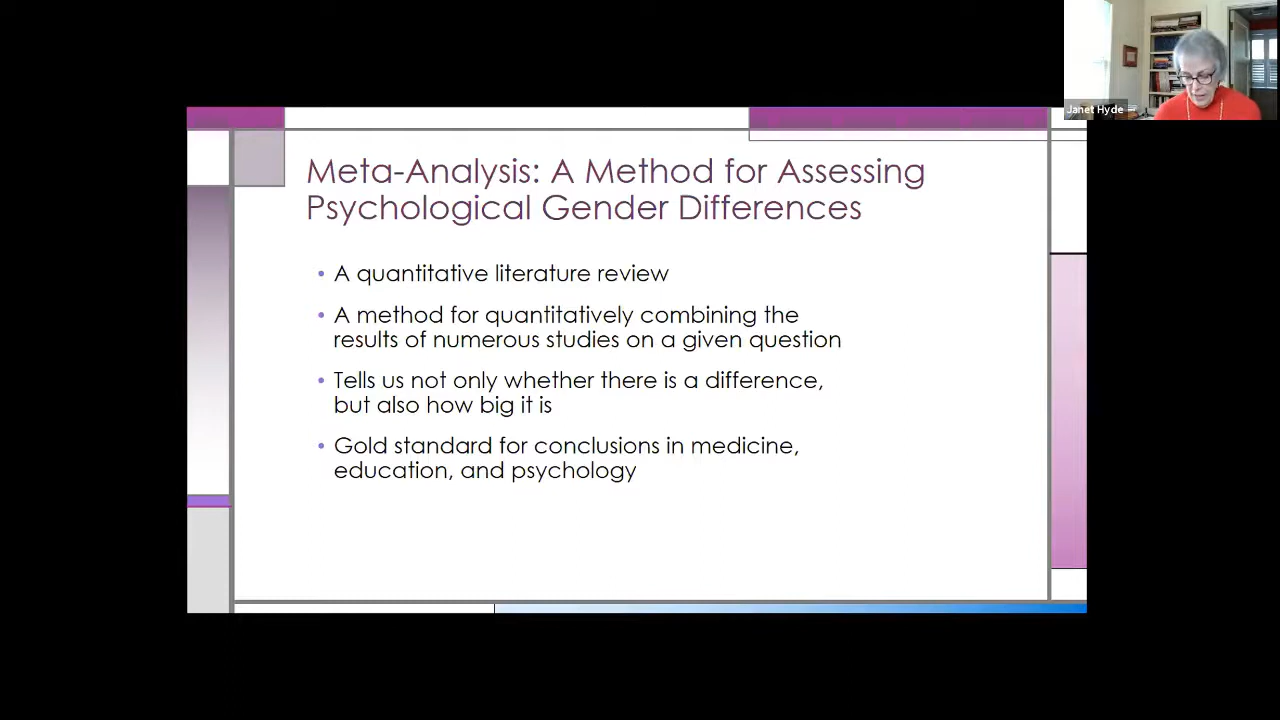 Janet Hyde
Meta-Analysis: A Method for Assessing
Psychological Gender Differences
• A quantitative literature review
• A method for quantitatively combining the
results of numerous studies on a given question
• Tells us not only whether there is a difference,
but also how big it is
• Gold standard for conclusions in medicine,
education, and psychology